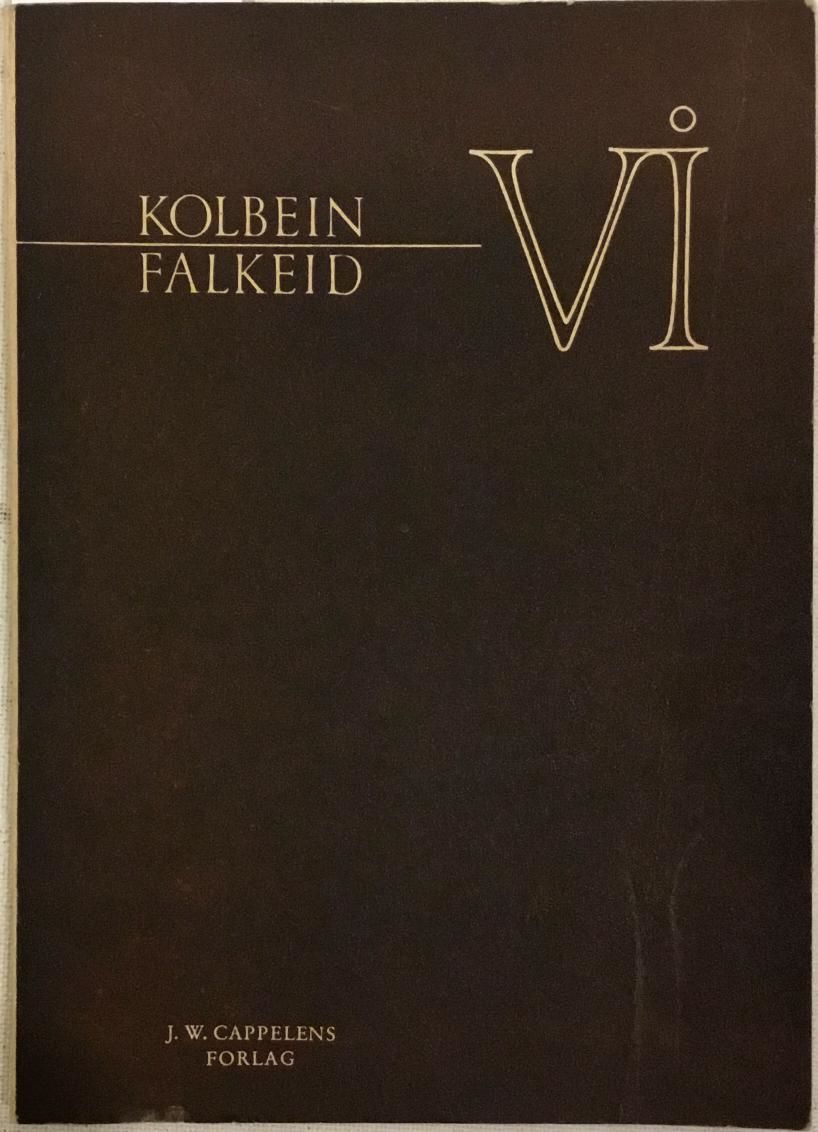 KOLBEIN
FALKEID
Vi
J. W. CAPPELENS
FORLAG